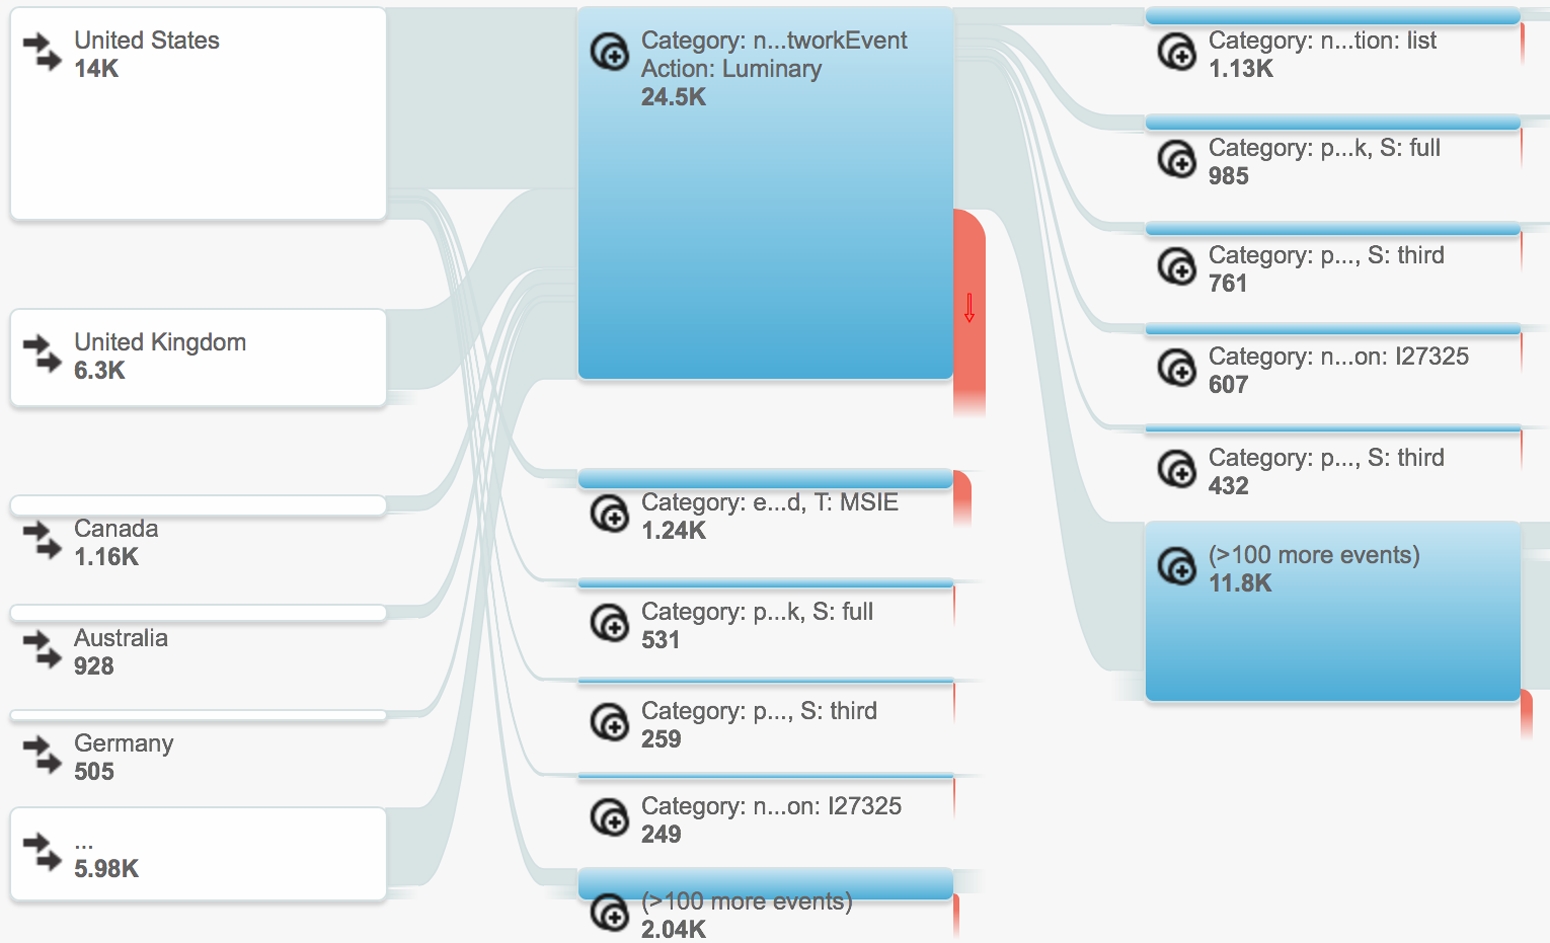 United States
14K
United Kingdom
6.3K
Canada
1.16K
Australia
928
Germany
505
...
5.98K
Category: n...tworkEvent
Action: Luminary
24.5K
Category: e...d, T: MSIE
1.24K
Category: p...k, S: full
531
Category: p..., S: third
259
Category: n...on: I27325
249
(>100 more events)
2.04K
Category: n...tion: list
1.13K
Category: p...k, S: full
985
Category: p..., S: third
761
Category: n...on: I27325
607
Category: p..., S: third
432
(>100 more events)
11.8K